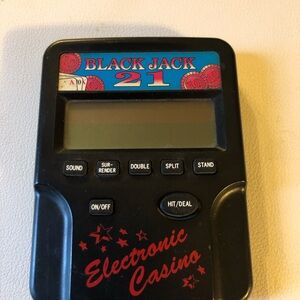 BLACK JACK
21
SOUND SUR-RENDER DOUBLE SPLIT STAND
ON/OFF HIT/DEAL
Electronic
Casino